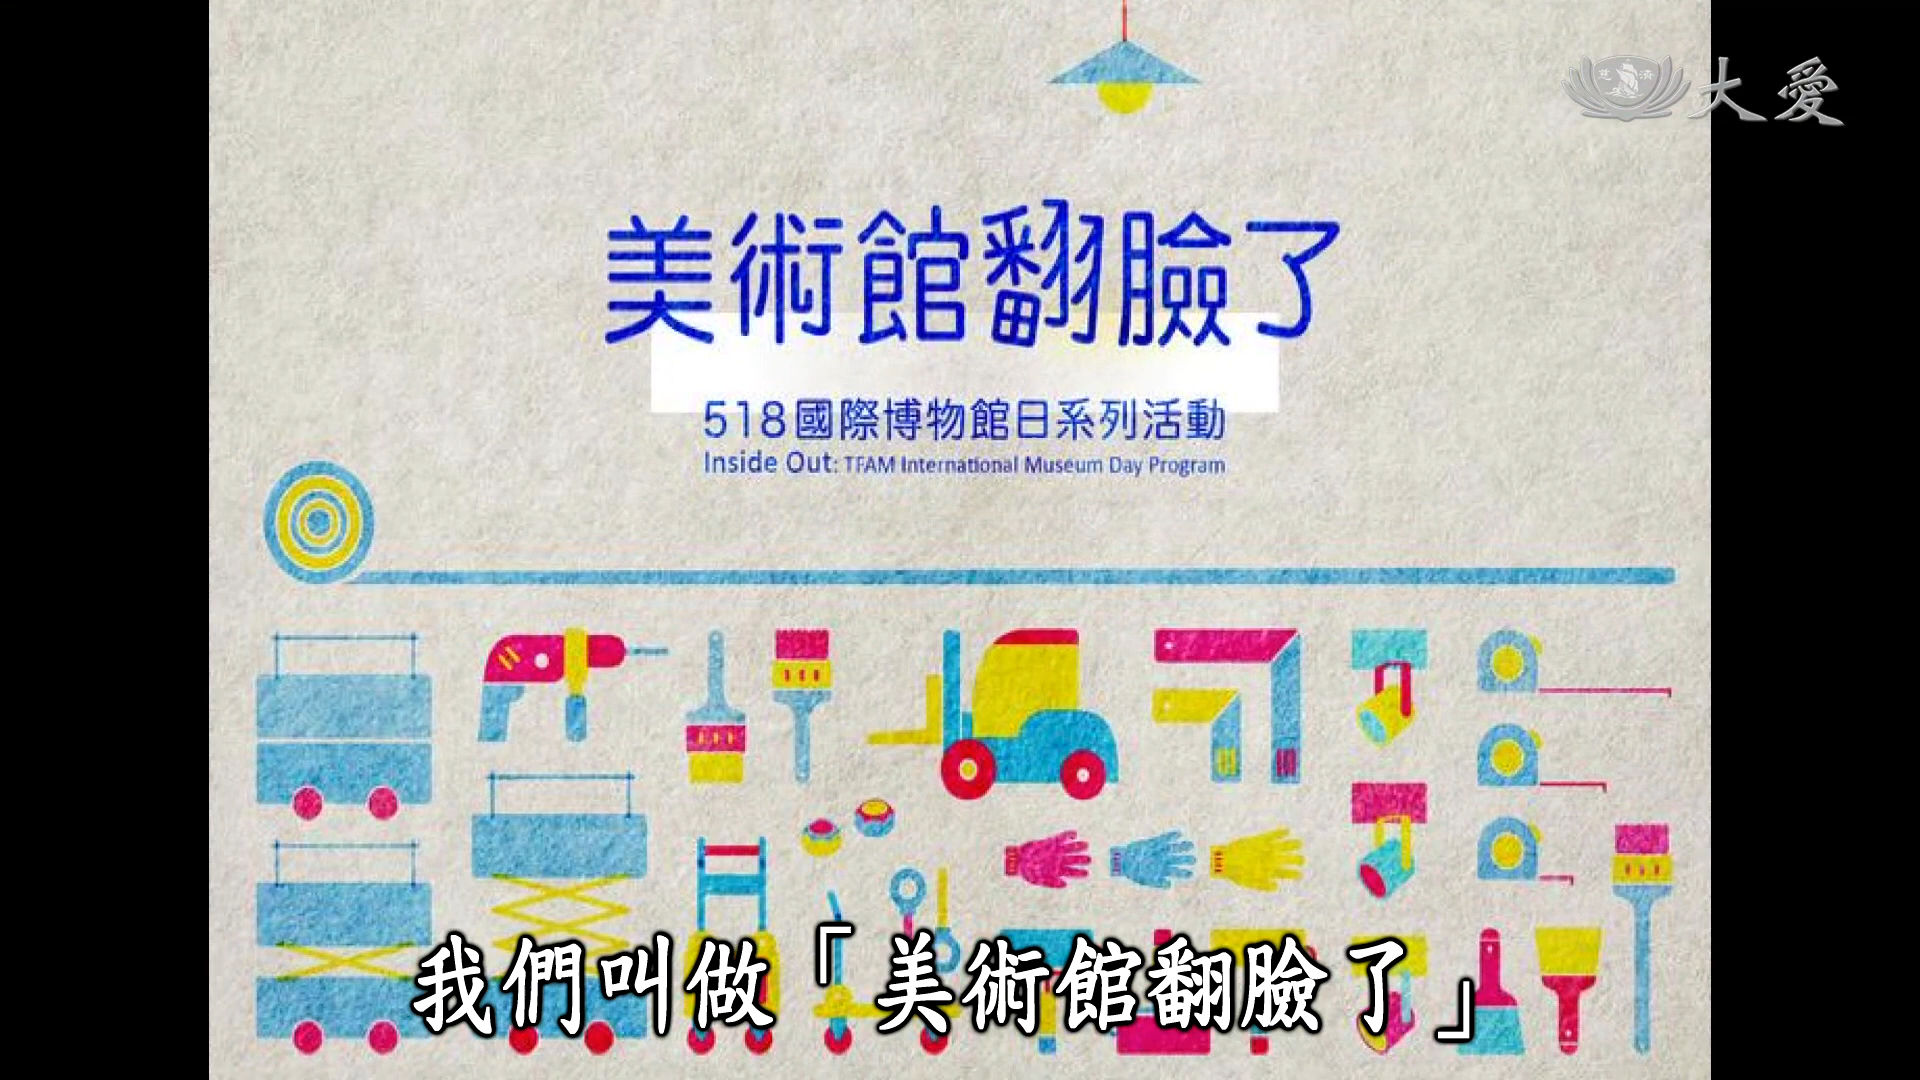 大愛
美術館翻臉了
518國際博物館日系列活動
Inside Out: TFAM International Museum Day Program
我們叫做「美術館翻臉了」